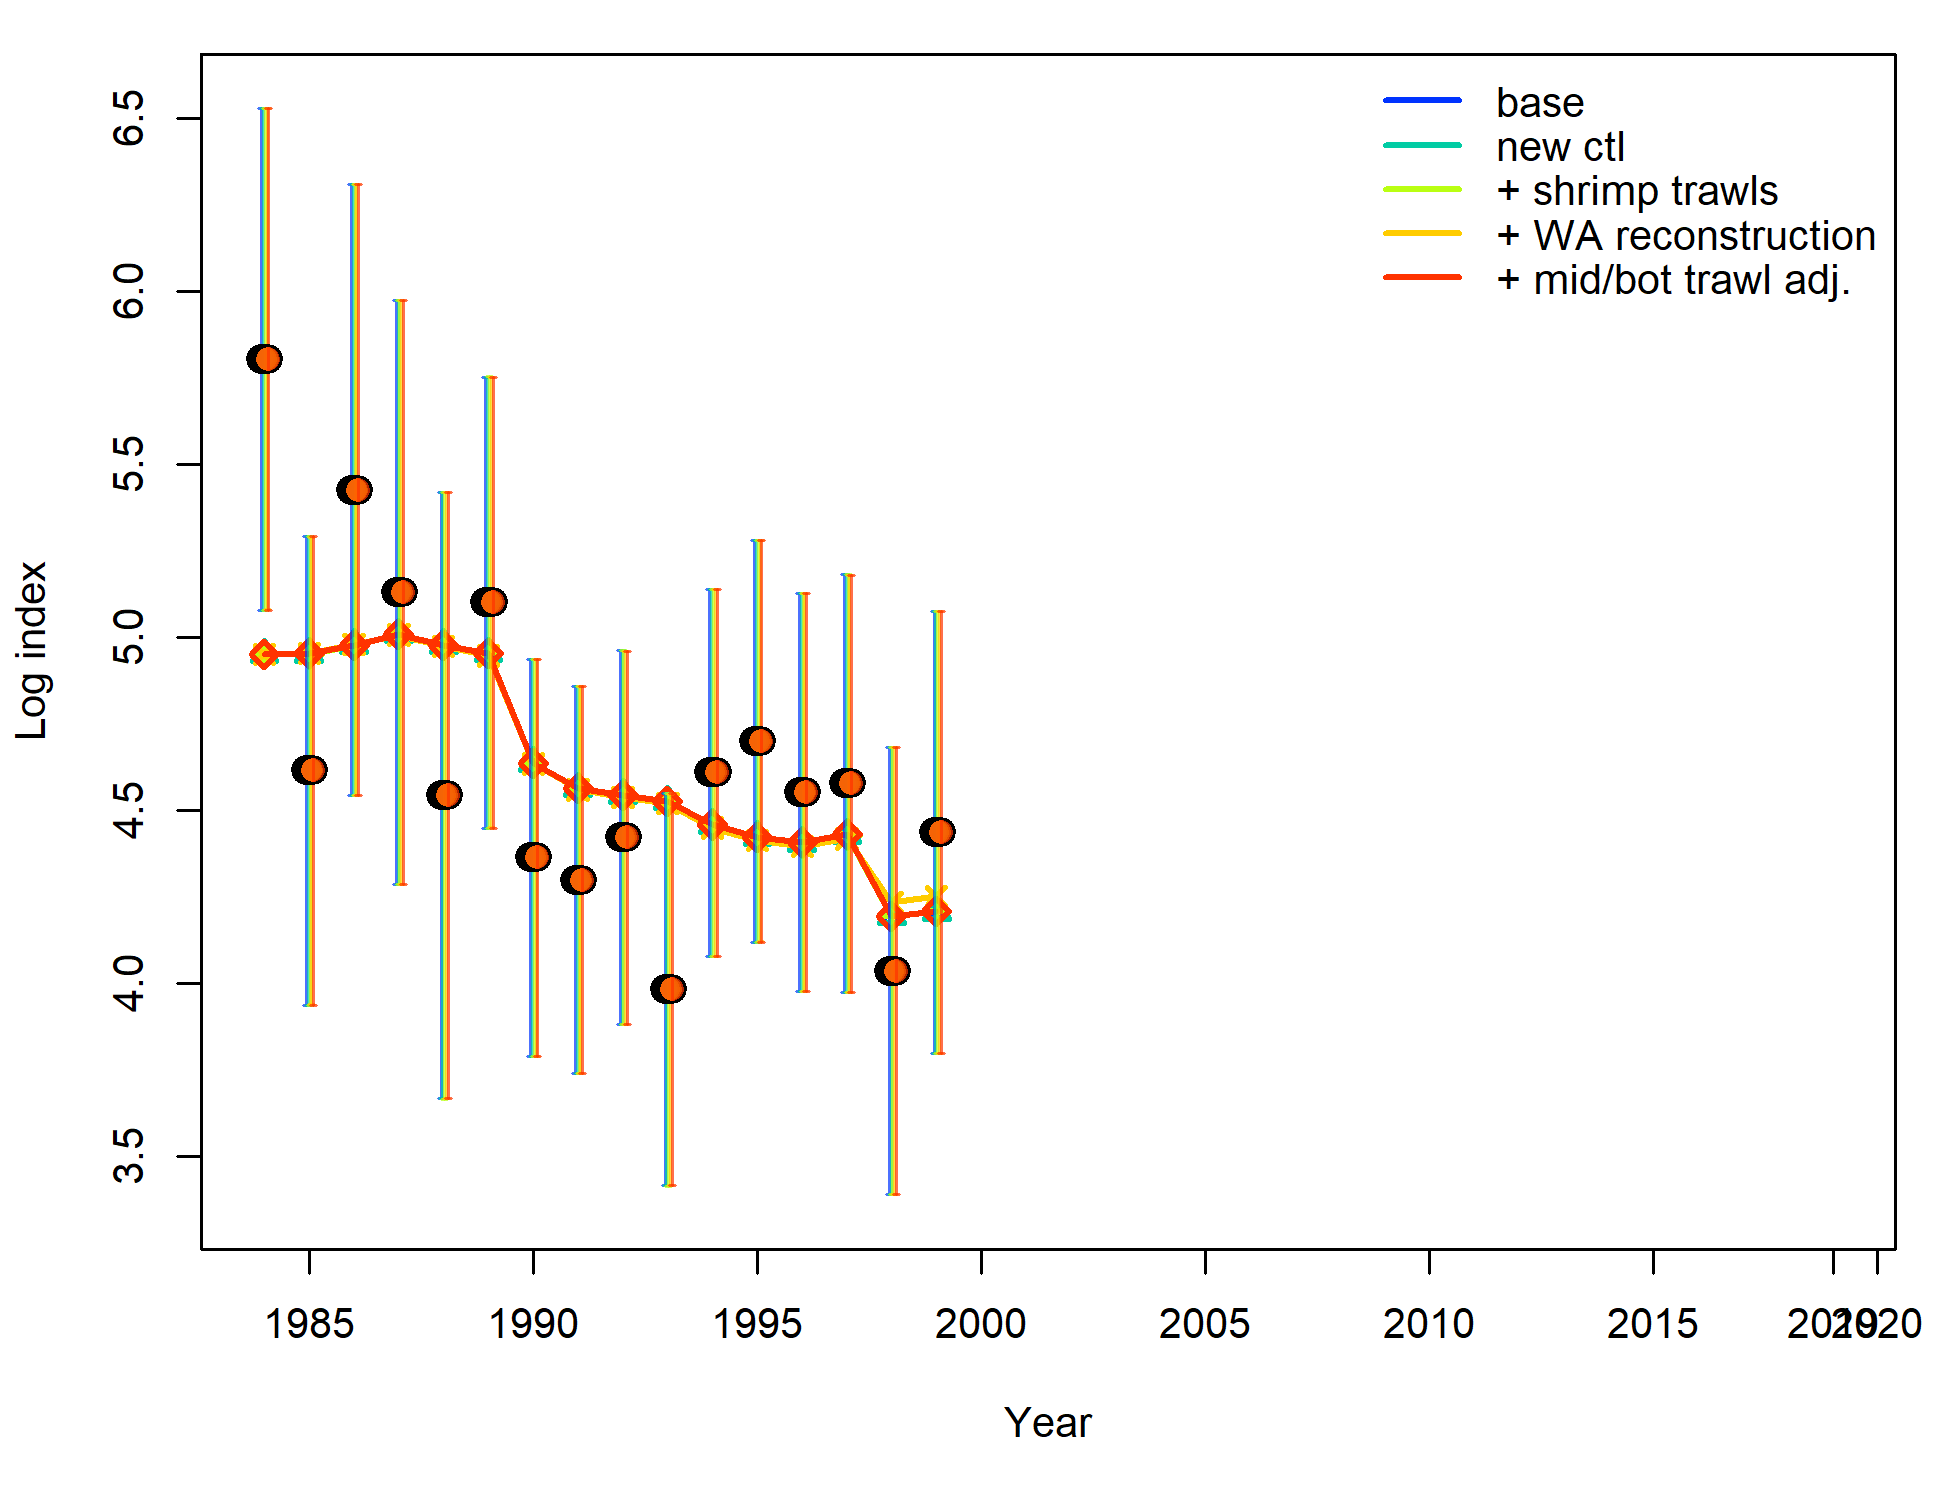 base
new ctl
+ shrimp trawls
+ WA reconstruction
+ mid/bot trawl adj.
Log index
6.5
6.0
5.5
5.0
4.5
4.0
3.5
1985 1990 1995 2000 2005 2010 2015 2019 2020
Year